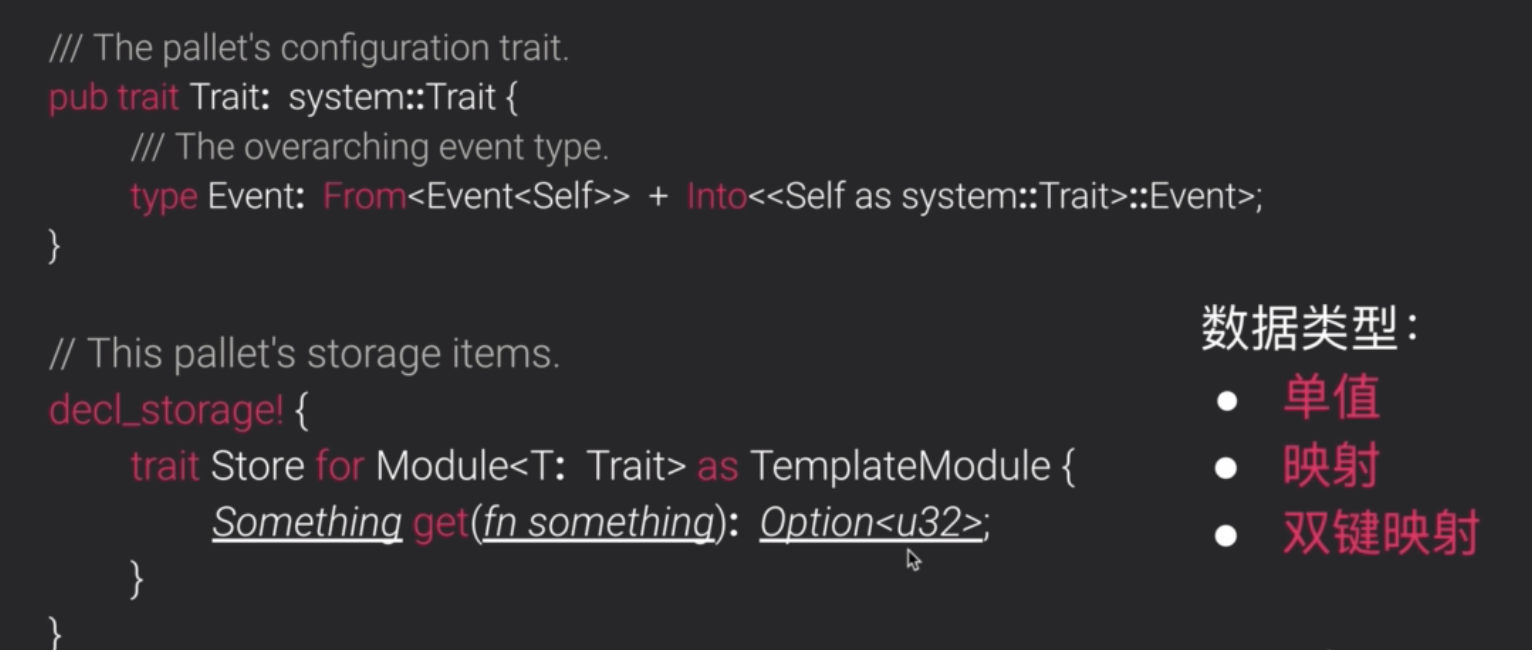 /// The pallet's configuration trait.
pub trait Trait: system::Trait {
/// The overarching event type.
type Event: From<Event<Self>> + Into<<Self as system::Trait>::Event>;
}
// This pallet's storage items.
decl_storage! {
trait Store for Module<T: Trait> as TemplateModule {
Something get(fn something): Option<u32>;
}
}
数据类型：
● 单值
● 映射
● 双键映射